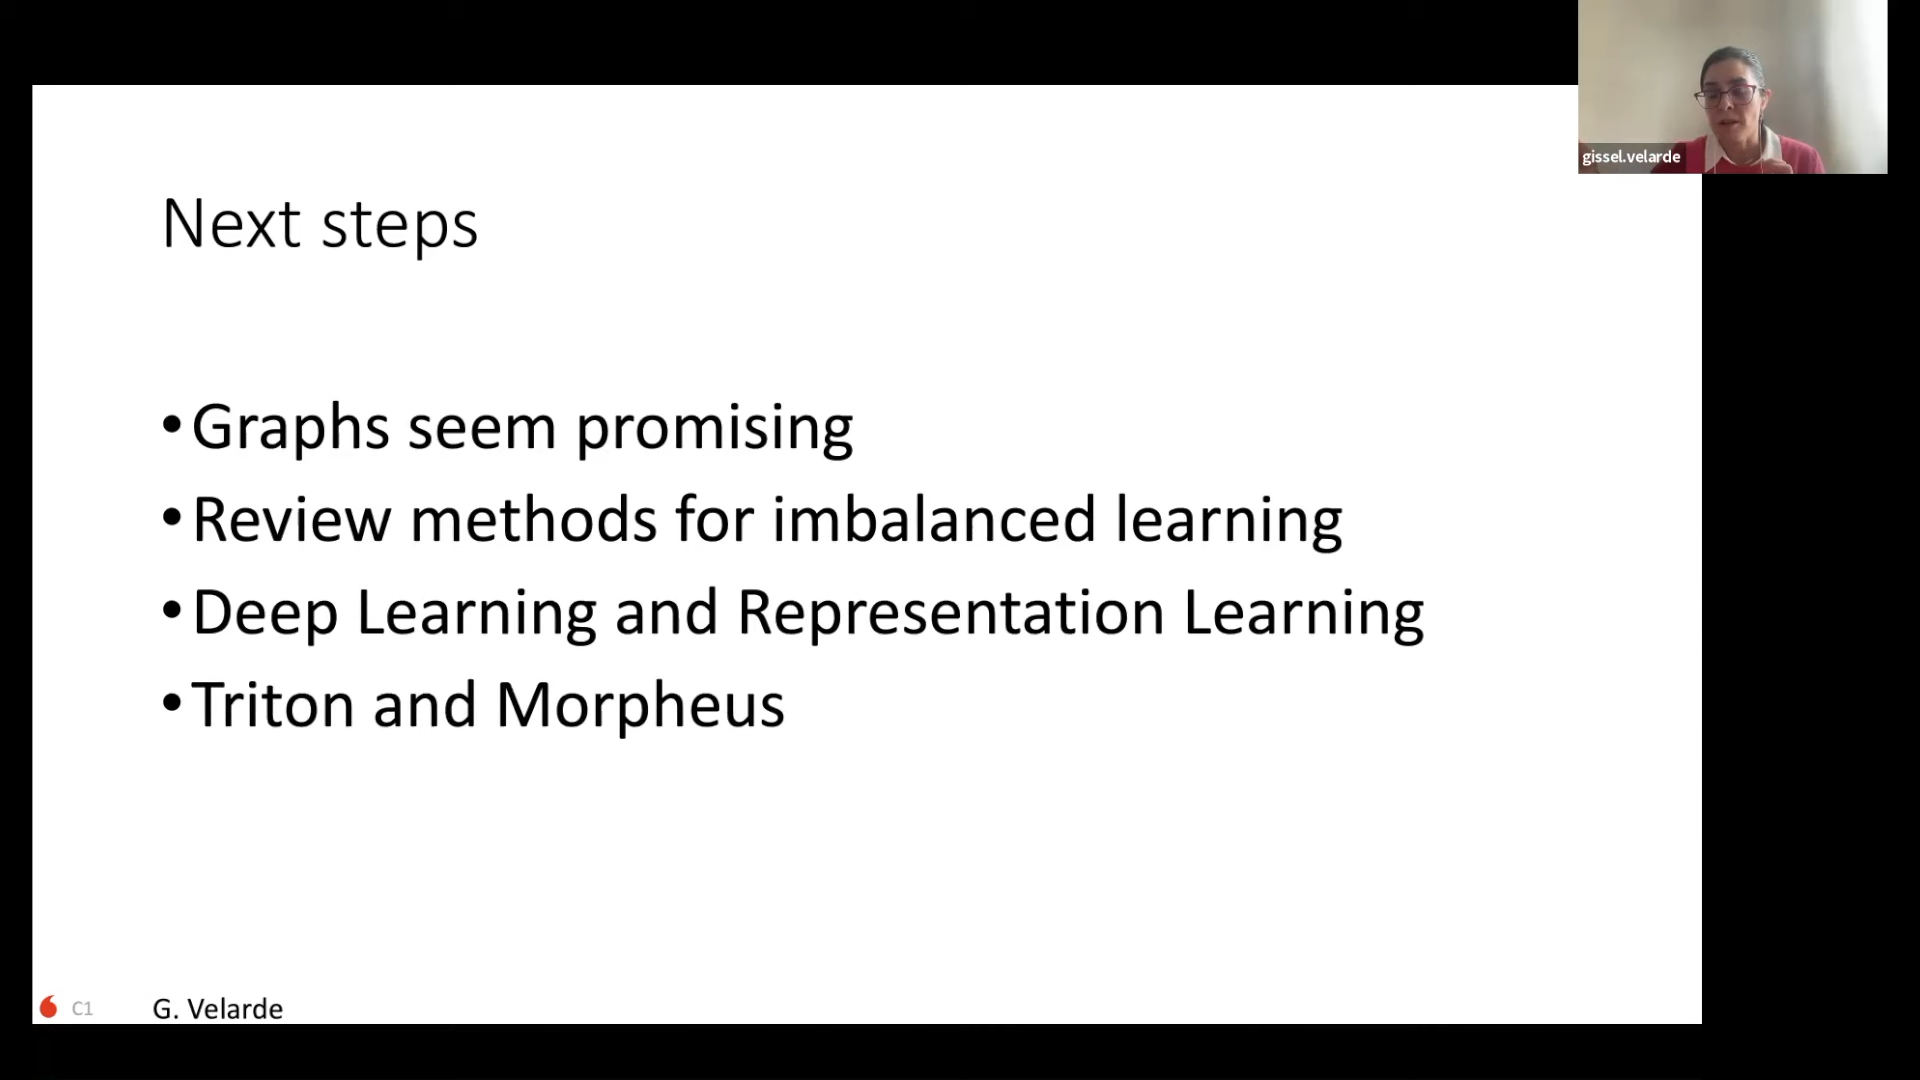 gissel.velarde
Next steps
•Graphs seem promising
•Review methods for imbalanced learning
•Deep Learning and Representation Learning
•Triton and Morpheus
C1
G. Velarde